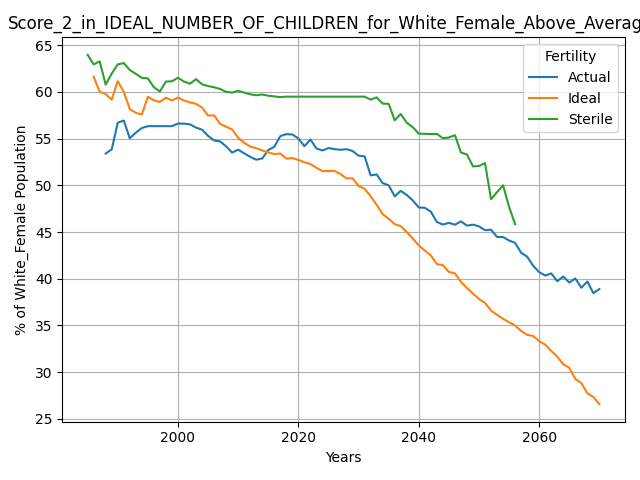 Score_2_in_IDEAL_NUMBER_OF_CHILDREN_for_White_Female_Above_Averag
65
60
55
50
45
40
35
30
25
% of White_Female Population
Fertility
Actual
Ideal
Sterile
2000 2020 2040 2060
Years